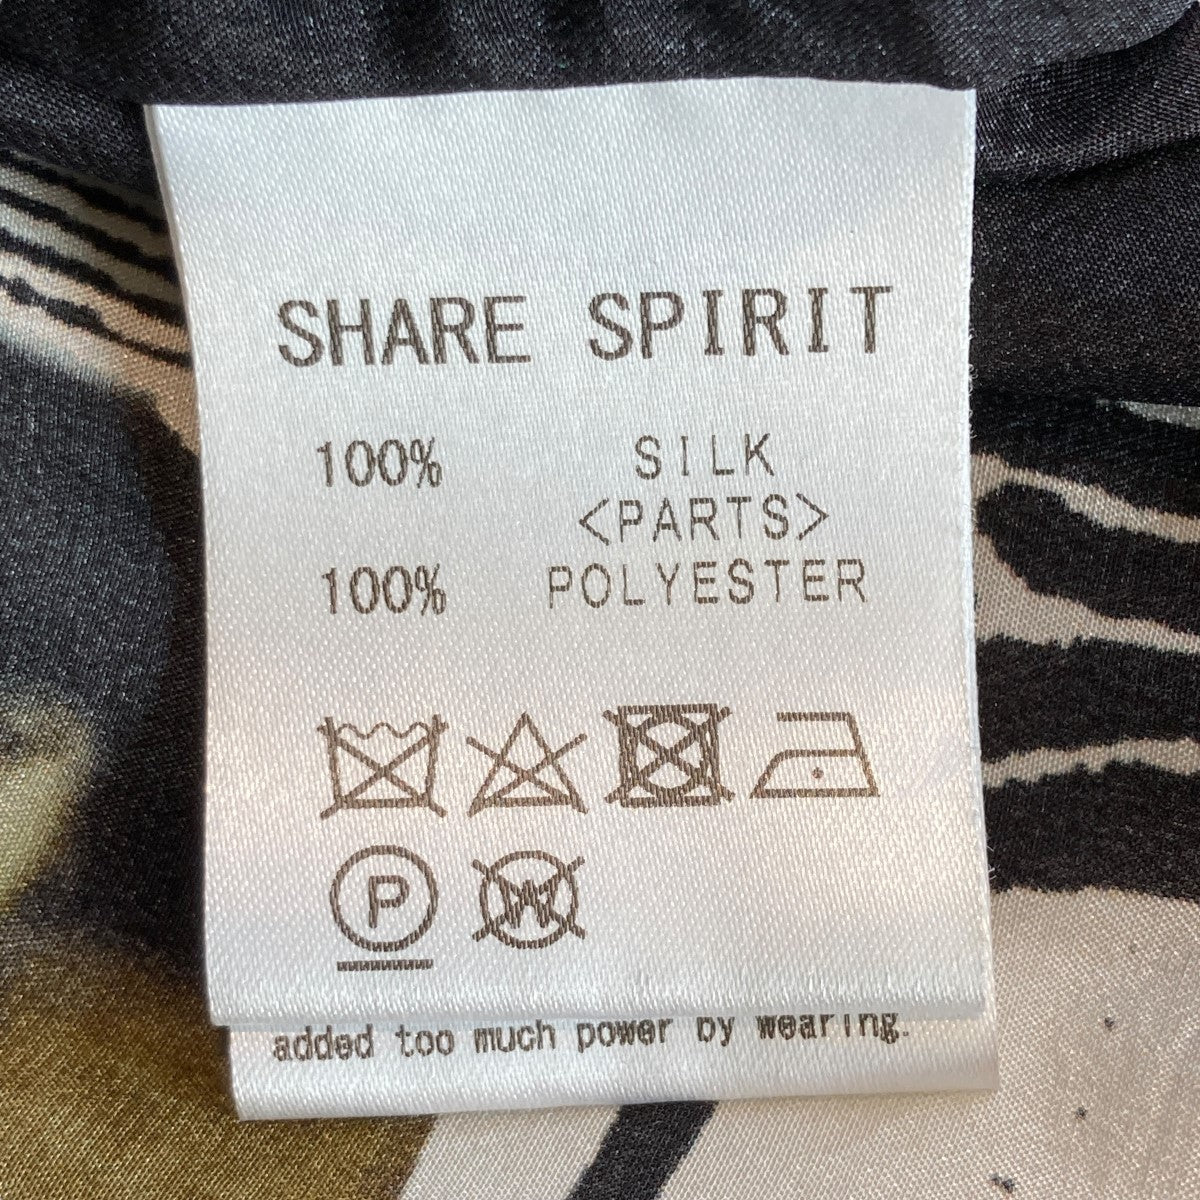 SHARE SPIRIT
100% SILK
<PARTS>
100% POLYESTER
P
W
added too much power by wearing.